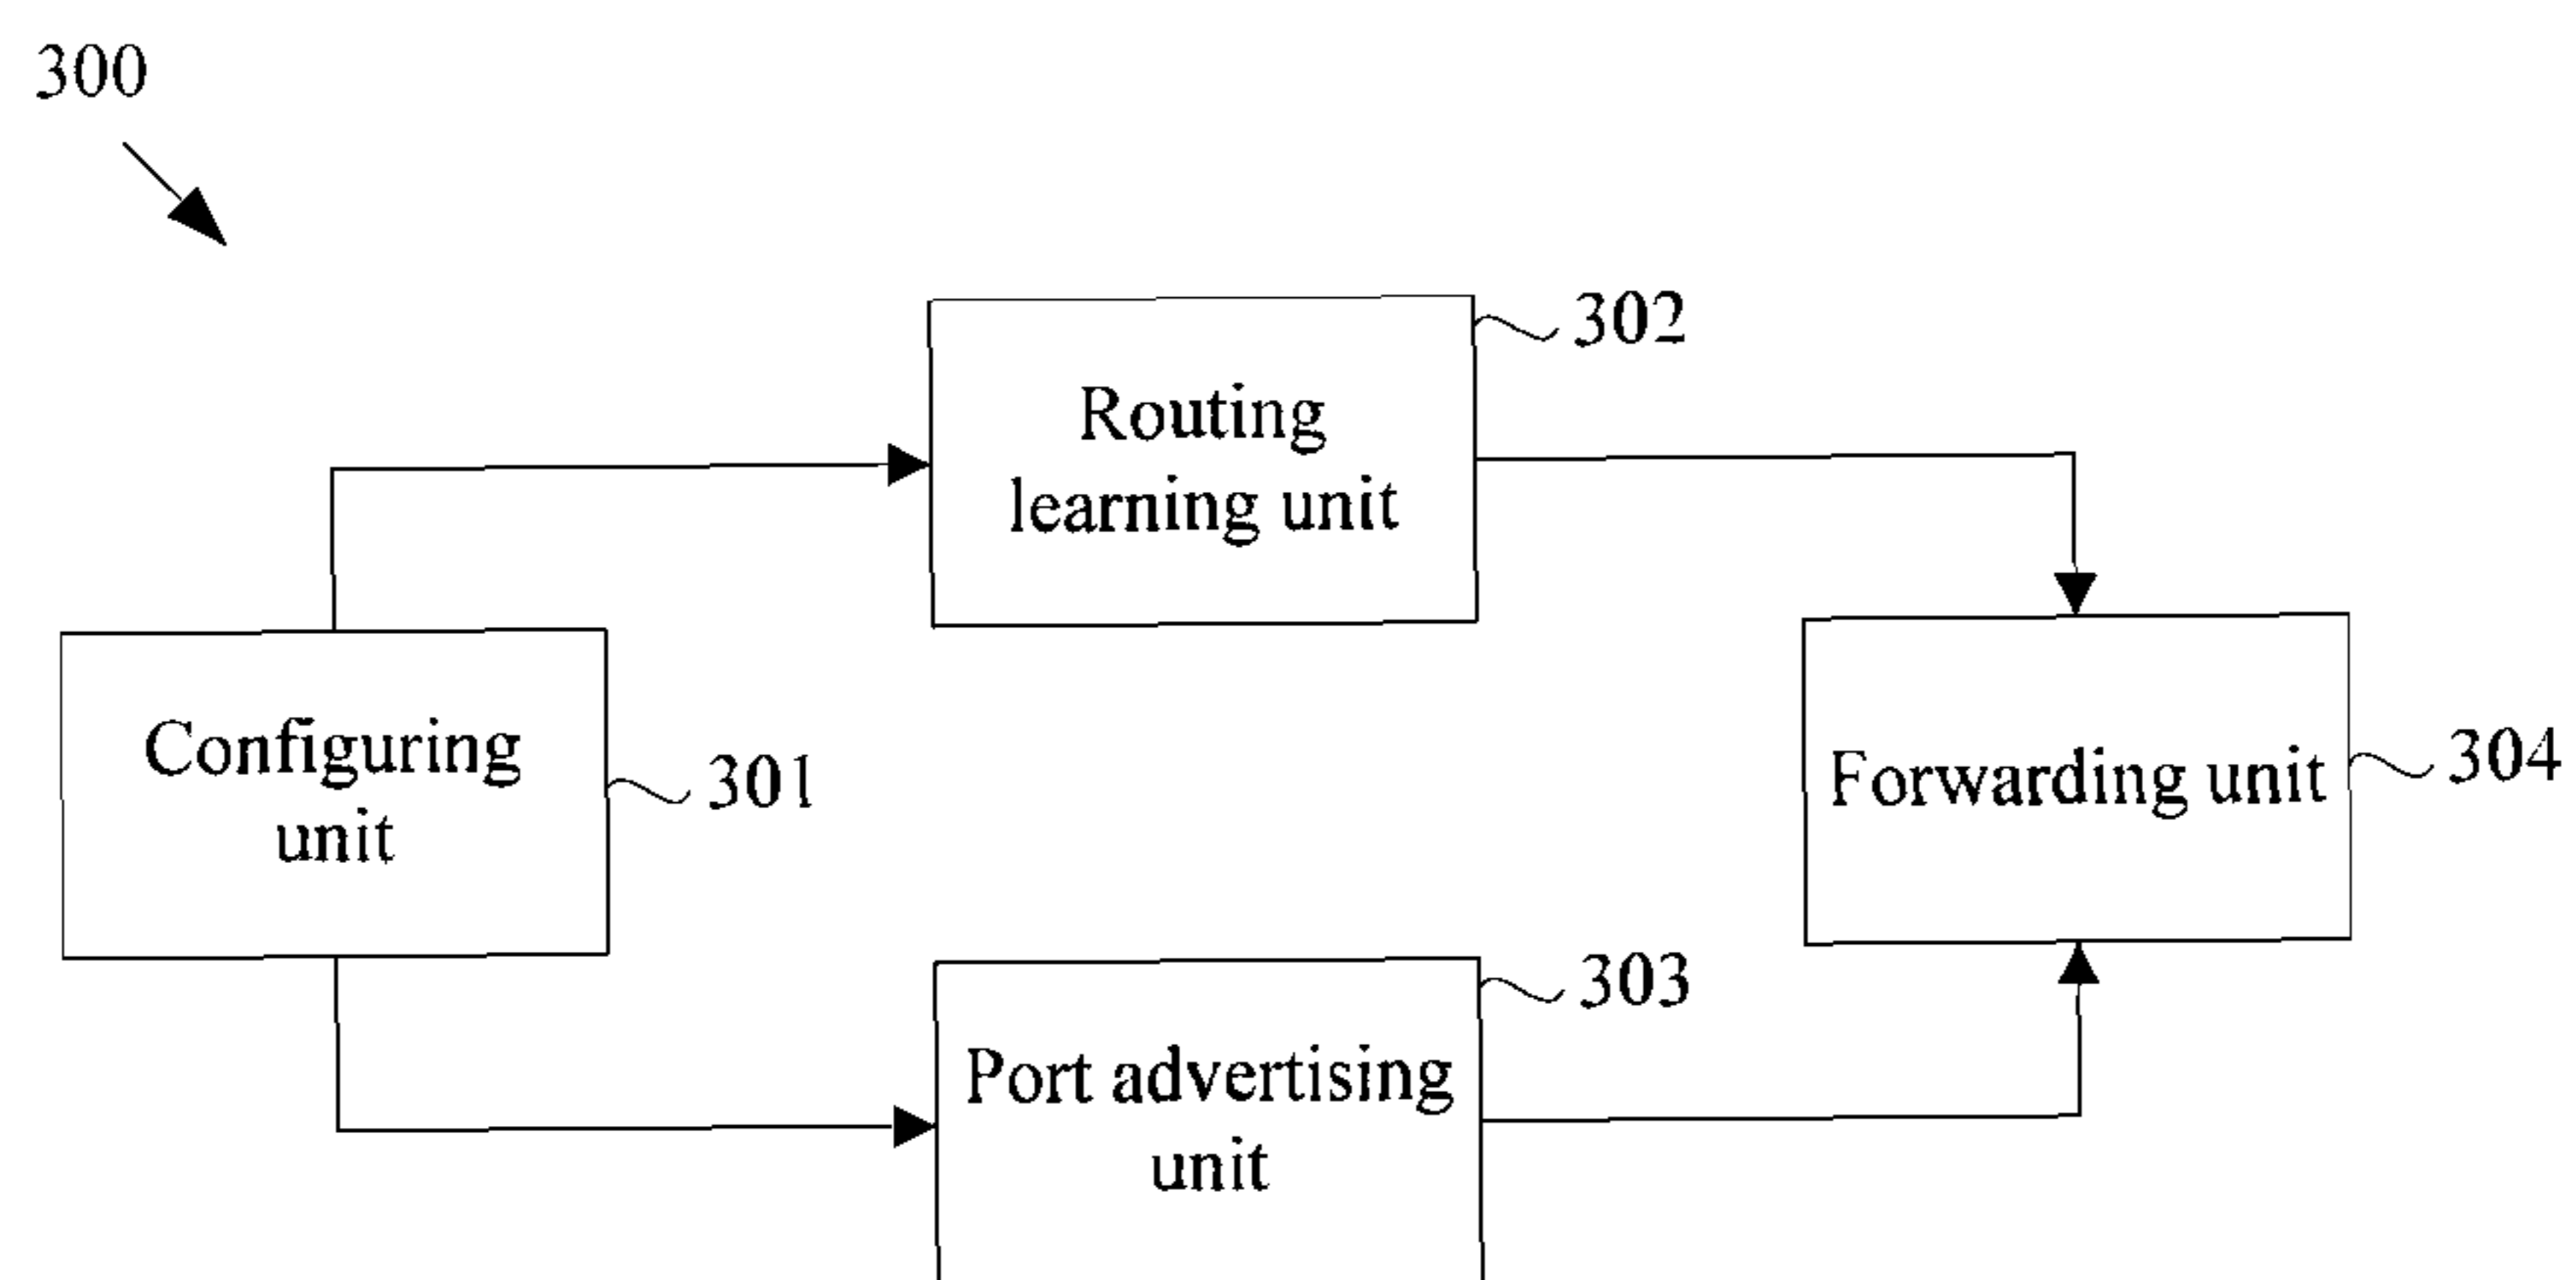 300
302
Routing
learning unit
Configuring
unit
301
Forwarding unit
304
303
Port advertising
unit